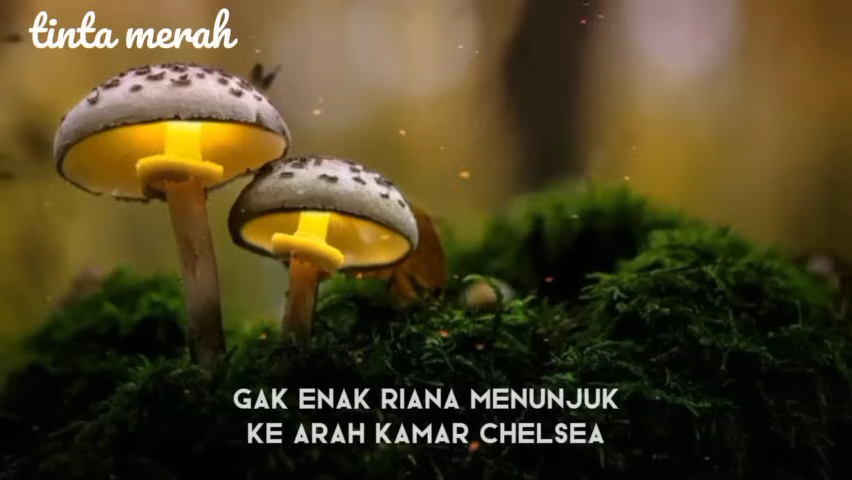 tinta merah
GAK ENAK RIANA MENUNJUK
KE ARAH KAMAR CHELSEA